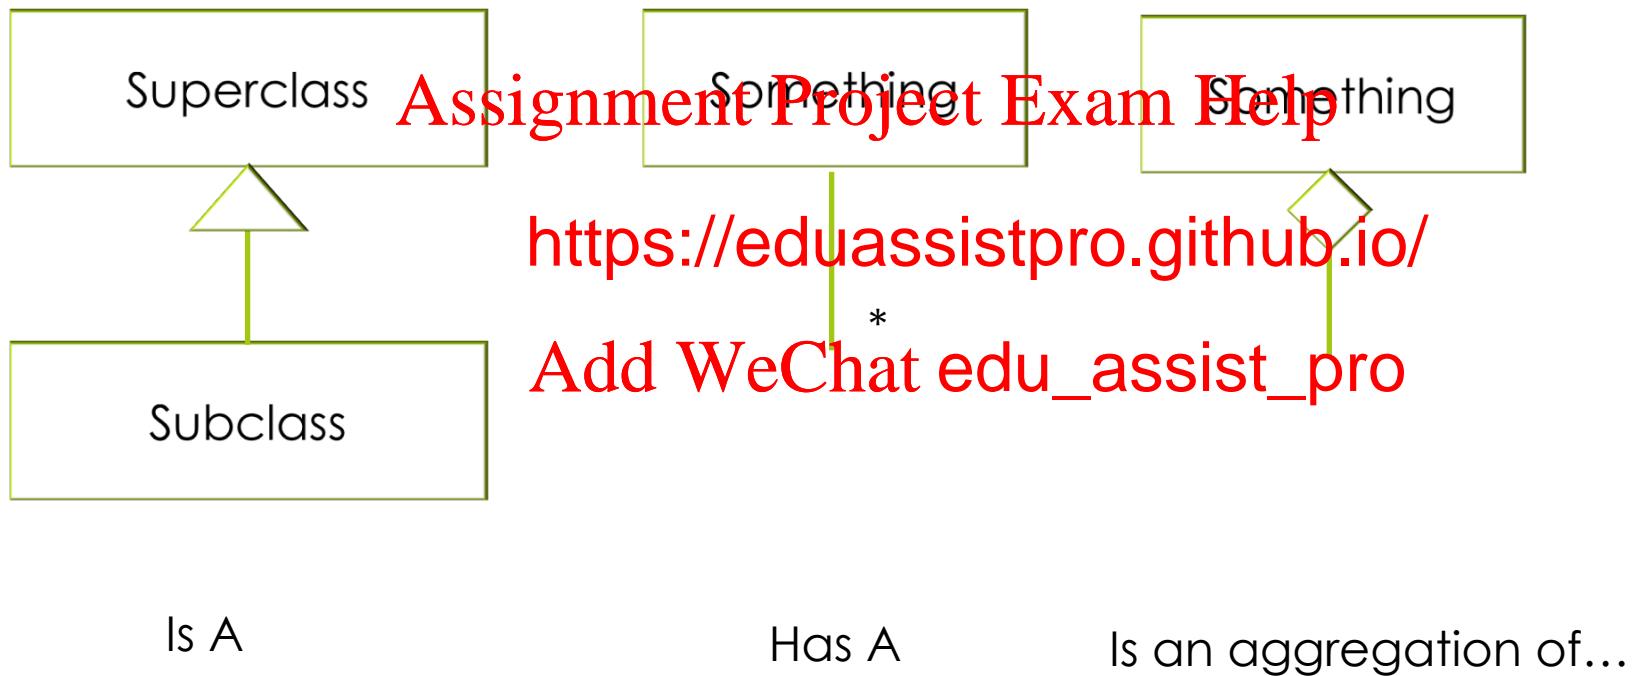 Superclass
Something
Something
Assignment Project Exam Help
https://eduassistpro.github.io/
*
Add WeChat edu_assist_pro
Subclass
Is A
Has A
Is an aggregation of…